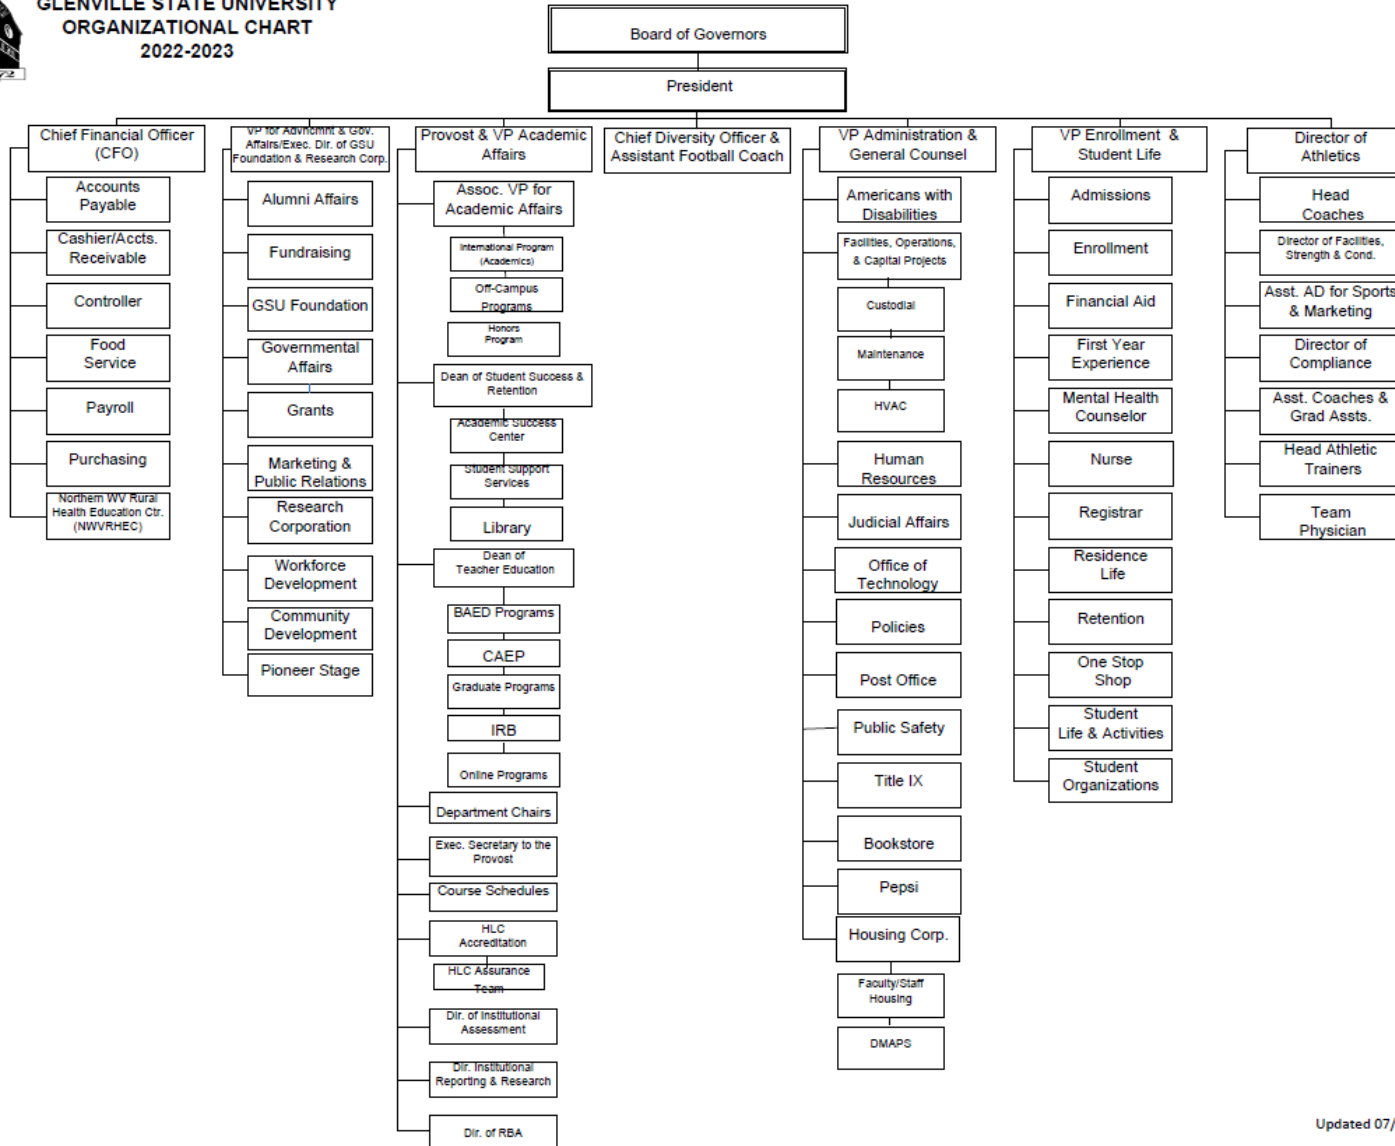 GLENVILLE STATE UNIVERSITY
ORGANIZATIONAL CHART
2022-2023
Board of Governors
President
Chief Financial Officer
(CFO)
Accounts
Payable
Cashier/Accts.
Receivable
Controller
Food
Service
Payroll
Purchasing
Northern WV Rural
Health Education Ctr.
(NWVRHEC)
VP for Advncmnt & Gov.
Affairs/Exec. Dir. of GSU
Foundation & Research Corp.
Alumni Affairs
Fundraising
GSU Foundation
Governmental
Affairs
Grants
Marketing &
Public Relations
Research
Corporation
Workforce
Development
Community
Development
Pioneer Stage
Provost & VP Academic
Affairs
Assoc. VP for
Academic Affairs
International Program
(Academics)
Off-Campus
Programs
Honors
Program
Dean of Student Success &
Retention
Academic Success
Center
Student Support
Services
Library
Dean of
Teacher Education
BAED Programs
CAEP
Graduate Programs
IRB
Online Programs
Department Chairs
Exec. Secretary to the
Provost
Course Schedules
HLC
Accreditation
HLC Assurance
Team
Dir. of Institutional
Assessment
Dir. Institutional
Reporting & Research
Dir. of RBA
Chief Diversity Officer &
Assistant Football Coach
VP Administration &
General Counsel
Americans with
Disabilities
Facilities, Operations,
& Capital Projects
Custodial
Maintenance
HVAC
Human
Resources
Judicial Affairs
Office of
Technology
Policies
Post Office
Public Safety
Title IX
Bookstore
Pepsi
Housing Corp.
Faculty/Staff
Housing
DMAPS
VP Enrollment &
Student Life
Admissions
Enrollment
Financial Aid
First Year
Experience
Mental Health
Counselor
Nurse
Registrar
Residence
Life
Retention
One Stop
Shop
Student
Life & Activities
Student
Organizations
Director of
Athletics
Head
Coaches
Director of Facilities,
Strength & Cond.
Asst. AD for Sports
& Marketing
Director of
Compliance
Asst. Coaches &
Grad Assts.
Head Athletic
Trainers
Team
Physician
Updated 07/